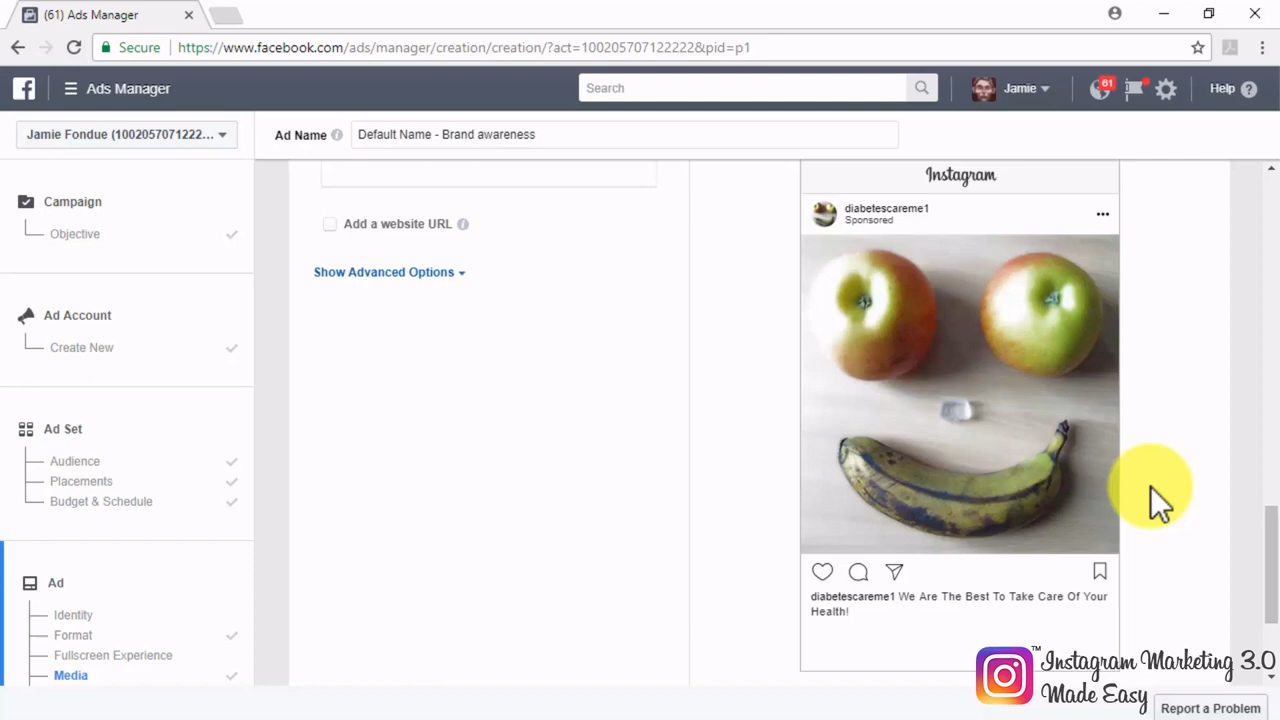 (61) Ads Manager
Secure
https://www.facebook.com/ads/manager/creation/creation/?act=100205707122222&pid=p1
Ads Manager
Search
Jamie
61
Help
Jamie Fondue (1002057071222...
Ad Name
Default Name - Brand awareness
Campaign
Objective
Ad Account
Create New
Ad Set
Audience
Placements
Budget & Schedule
Ad
Identity
Format
Fullscreen Experience
Media
Add a website URL
Show Advanced Options
Instagram
diabetescareme1
Sponsored
diabetescareme1 We Are The Best To Take Care Of Your
Health!
™ Instagram Marketing 3.0
Made Easy
Report a Problem